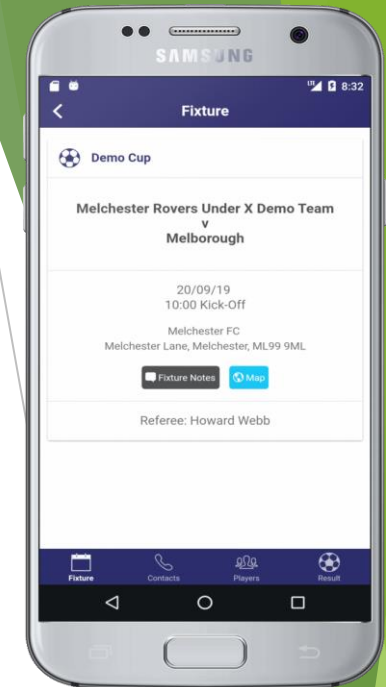 SAMSUNG
LTE 8:32
Fixture
Demo Cup
Melchester Rovers Under X Demo Team
v
Melborough
20/09/19
10:00 Kick-Off
Melchester FC
Melchester Lane, Melchester, ML99 9ML
Fixture Notes Map
Referee: Howard Webb
Fixture Contacts Players Result